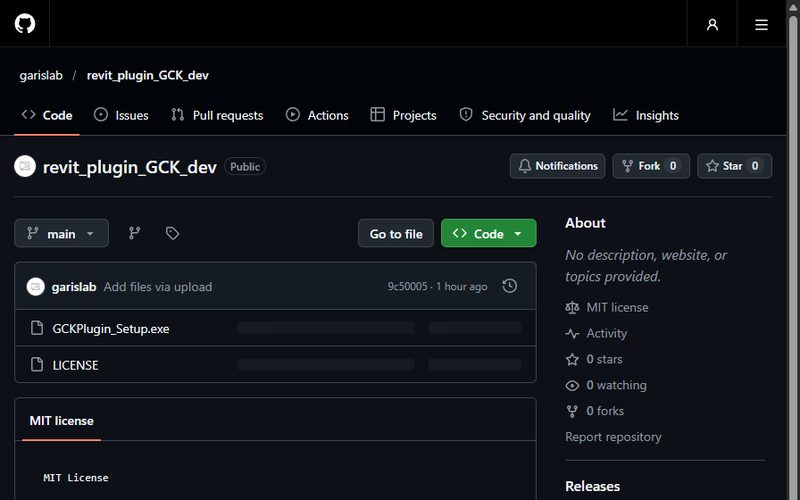 garislab / revit_plugin_GCK_dev
Code Issues Pull requests Actions Projects Security and quality Insights
revit_plugin_GCK_dev Public Notifications Fork 0 Star 0
main Go to file Code
garislab Add files via upload 9c50005 · 1 hour ago
GCKPlugin_Setup.exe
LICENSE
MIT license
MIT License
About
No description, website, or
topics provided.
MIT license
Activity
0 stars
0 watching
0 forks
Report repository
Releases